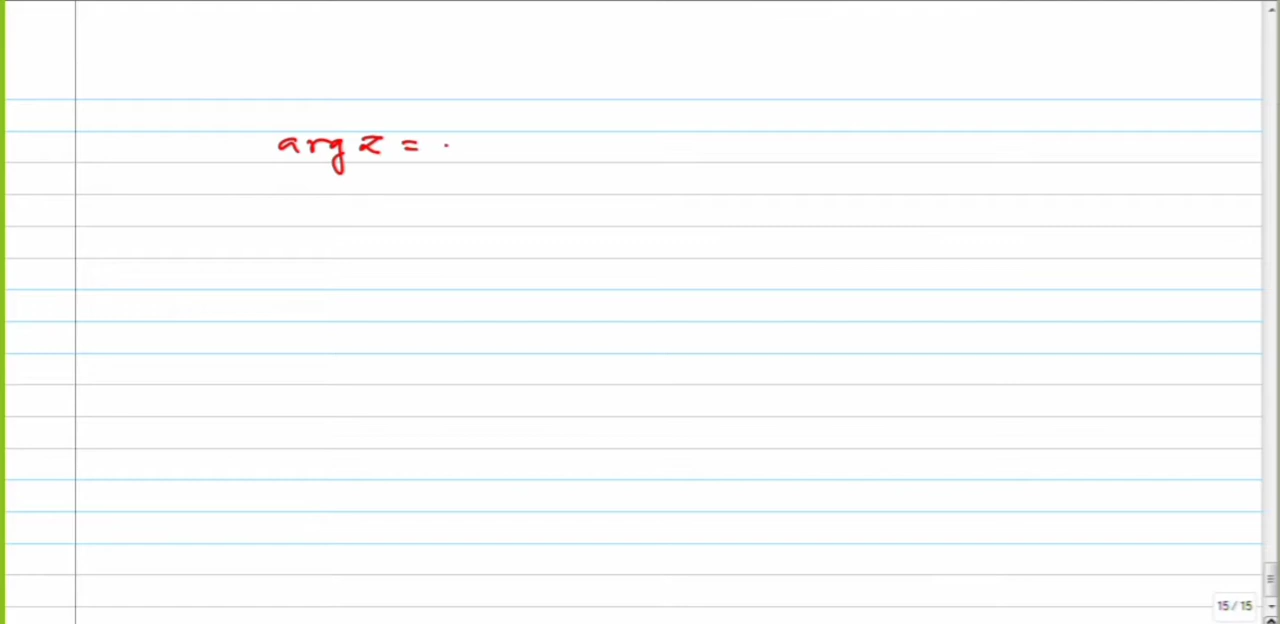 arg z = .
15 / 15